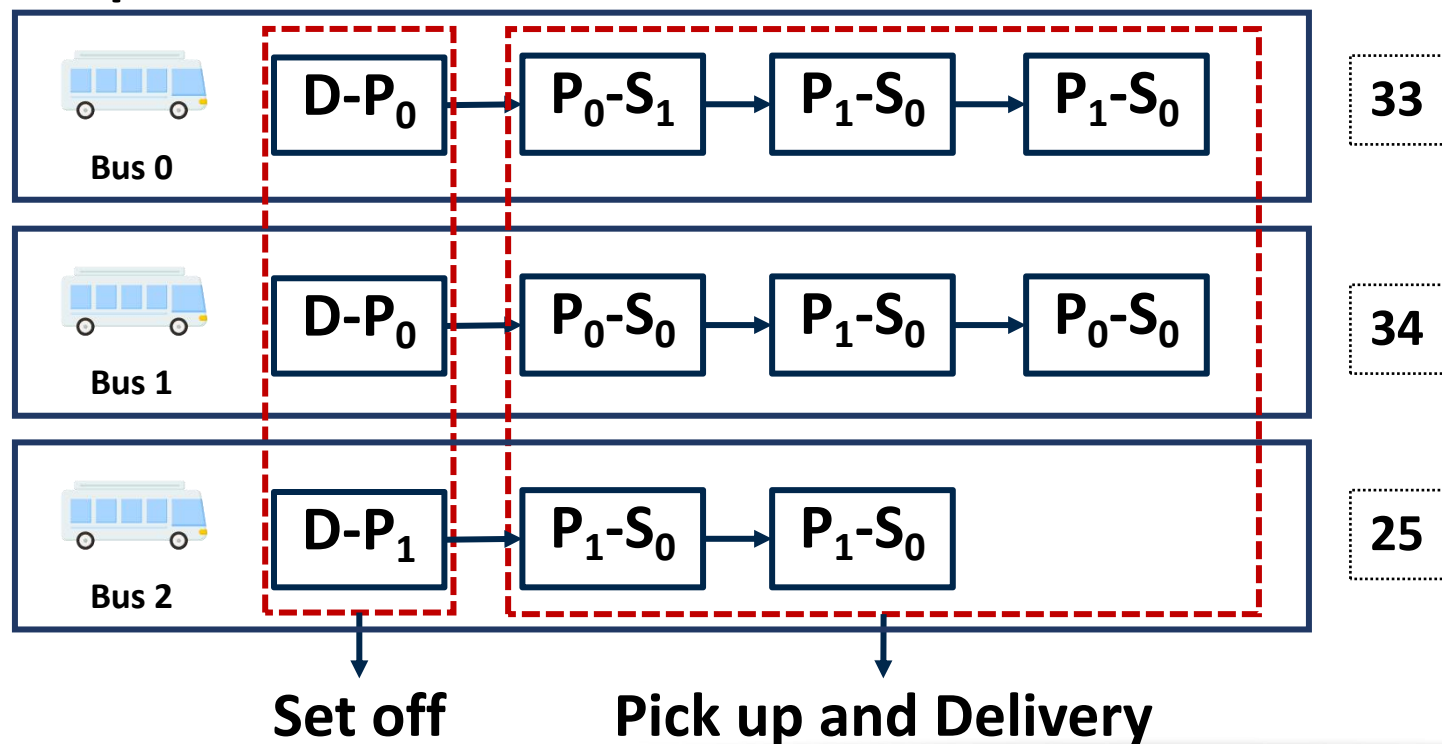 D-P₀ P₀-S₁ P₁-S₀ P₁-S₀ 33
Bus 0
D-P₀ P₀-S₀ P₁-S₀ P₀-S₀ 34
Bus 1
D-P₁ P₁-S₀ P₁-S₀ 25
Bus 2
Set off Pick up and Delivery